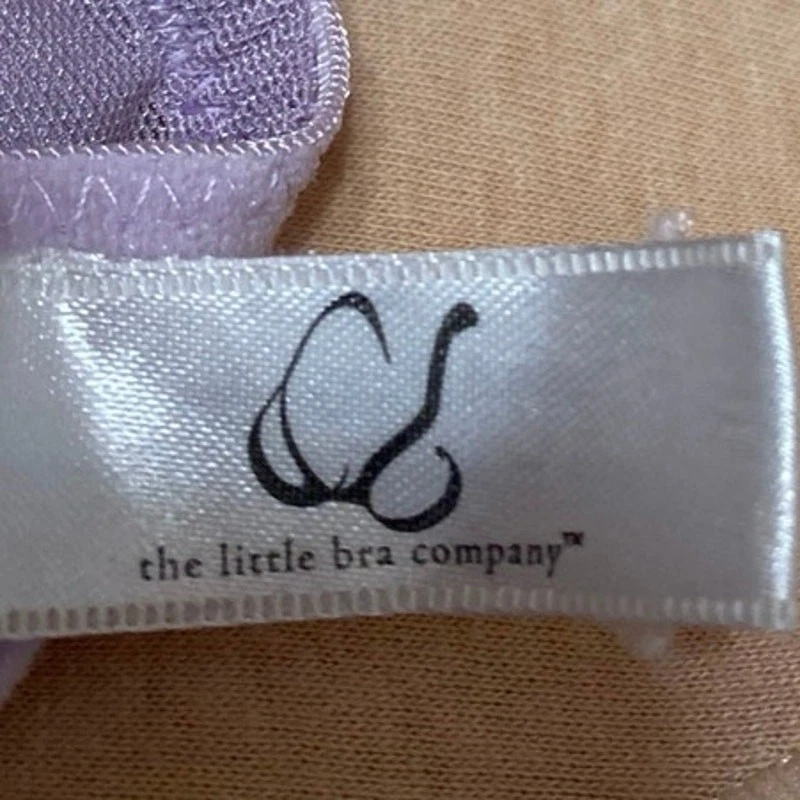 the little bra company™